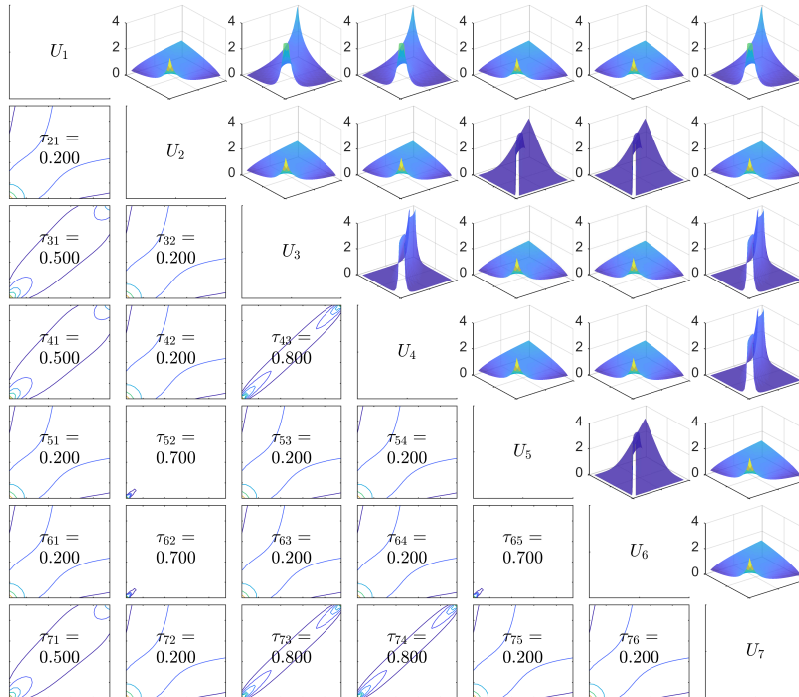 4 4 4 4 4 4
U₁ 2 2 2 2 2 2
0 0 0 0 0 0
4 4 4 4 4
τ₂₁ =
0.200
U₂
2 2 2 2 2
0 0 0 0 0
4 4 4 4
τ₃₁ =
0.500
τ₃₂ =
0.200
U₃
2 2 2 2
0 0 0 0
4 4 4
τ₄₁ =
0.500
τ₄₂ =
0.200
τ₄₃ =
0.800
U₄
2 2 2
0 0 0
4 4
τ₅₁ =
0.200
τ₅₂ =
0.700
τ₅₃ =
0.200
τ₅₄ =
0.200
U₅
2 2
0 0
4
τ₆₁ =
0.200
τ₆₂ =
0.700
τ₆₃ =
0.200
τ₆₄ =
0.200
τ₆₅ =
0.700
U₆
2
0
τ₇₁ =
0.500
τ₇₂ =
0.200
τ₇₃ =
0.800
τ₇₄ =
0.800
τ₇₅ =
0.200
τ₇₆ =
0.200
U₇